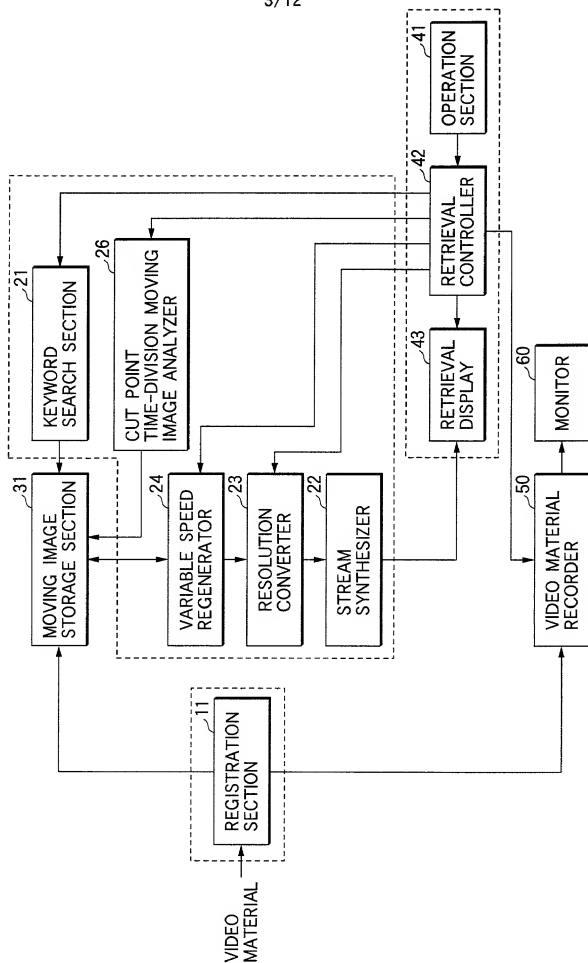 3/12
VIDEO
MATERIAL
11
REGISTRATION
SECTION
31
MOVING IMAGE
STORAGE SECTION
21
KEYWORD
SEARCH SECTION
26
CUT POINT
TIME-DIVISION MOVING
IMAGE ANALYZER
24
VARIABLE SPEED
REGENERATOR
23
RESOLUTION
CONVERTER
22
STREAM
SYNTHESIZER
41
OPERATION
SECTION
42
RETRIEVAL
CONTROLLER
43
RETRIEVAL
DISPLAY
50
VIDEO MATERIAL
RECORDER
60
MONITOR